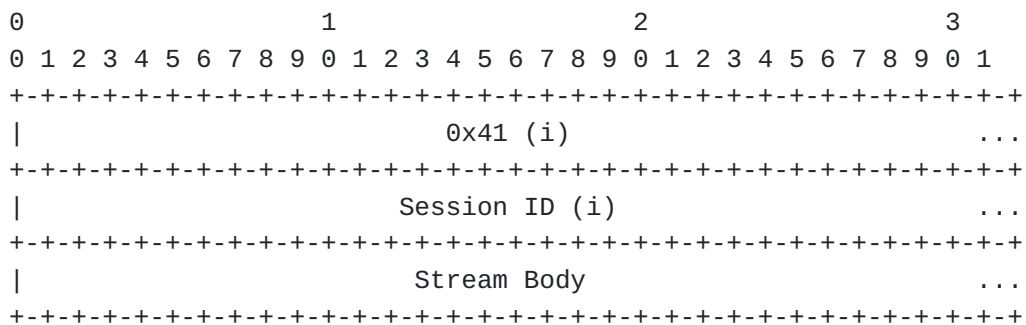 0                   1                   2                   3
0 1 2 3 4 5 6 7 8 9 0 1 2 3 4 5 6 7 8 9 0 1 2 3 4 5 6 7 8 9 0 1
+-+-+-+-+-+-+-+-+-+-+-+-+-+-+-+-+-+-+-+-+-+-+-+-+-+-+-+-+-+-+-+-+
|                           0x41 (i)                          ...
+-+-+-+-+-+-+-+-+-+-+-+-+-+-+-+-+-+-+-+-+-+-+-+-+-+-+-+-+-+-+-+-+
|                        Session ID (i)                       ...
+-+-+-+-+-+-+-+-+-+-+-+-+-+-+-+-+-+-+-+-+-+-+-+-+-+-+-+-+-+-+-+-+
|                         Stream Body                         ...
+-+-+-+-+-+-+-+-+-+-+-+-+-+-+-+-+-+-+-+-+-+-+-+-+-+-+-+-+-+-+-+-+